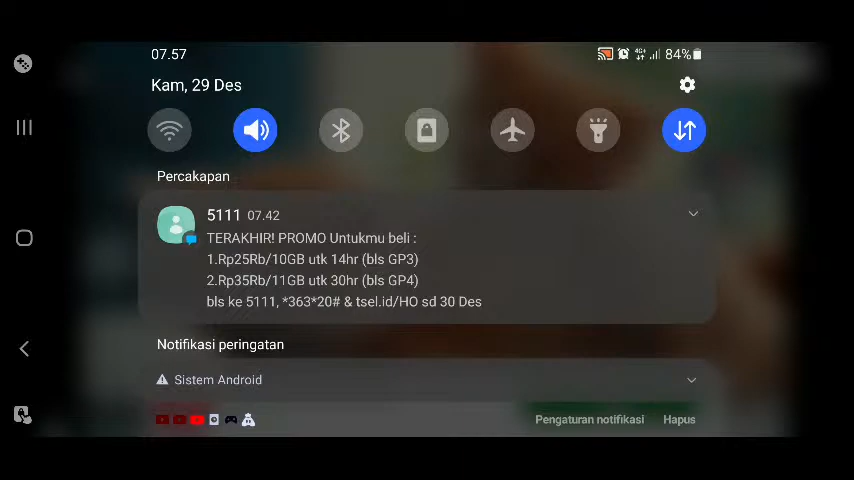 07.57
4G+ 84%
Kam, 29 Des
Percakapan
5111 07.42
TERAKHIR! PROMO Untukmu beli :
1.Rp25Rb/10GB utk 14hr (bls GP3)
2.Rp35Rb/11GB utk 30hr (bls GP4)
bls ke 5111, *363*20# & tsel.id/HO sd 30 Des
Notifikasi peringatan
Sistem Android
Pengaturan notifikasi Hapus